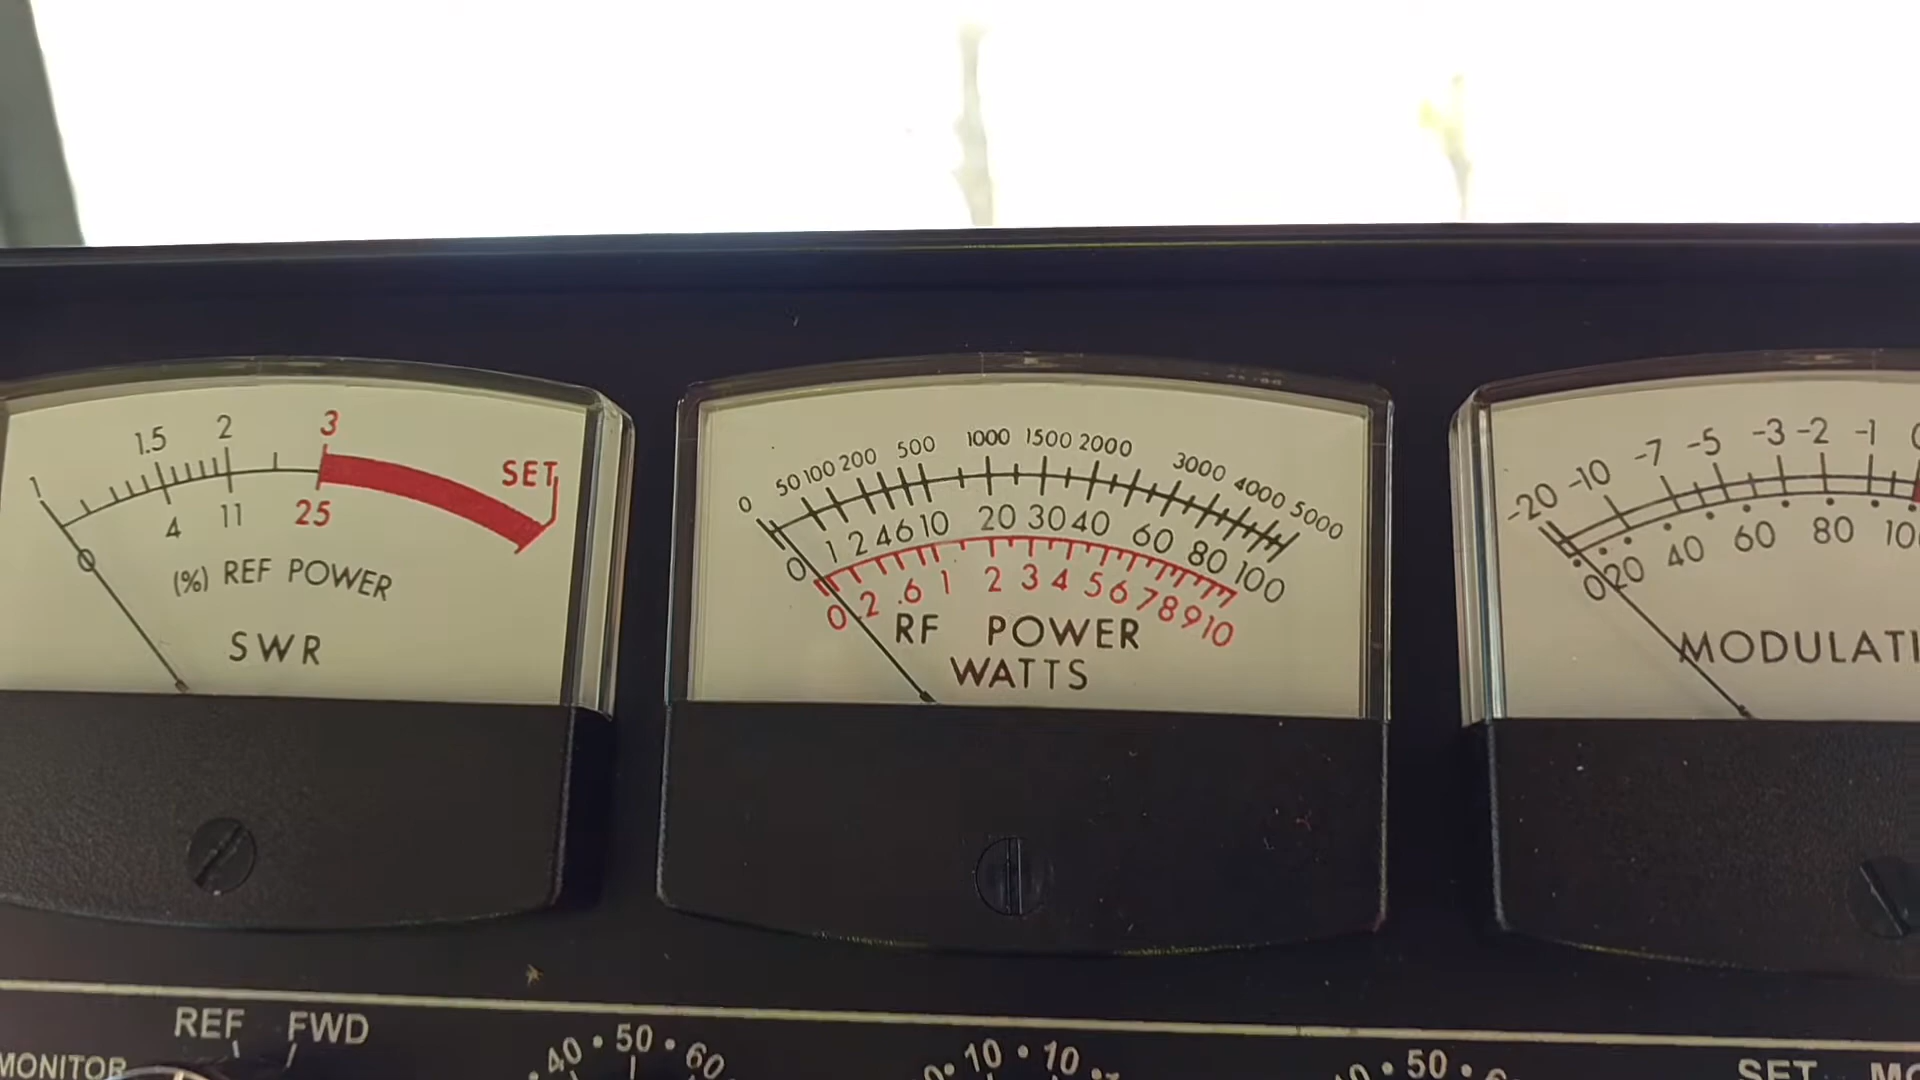 1 1.5 2 3 SET
4 11 25
(%) REF POWER
SWR
0 50 100 200 500 1000 1500 2000 3000 4000 5000
0 1 2 4 6 10 20 30 40 60 80 100
0 .2 .6 1 2 3 4 5 6 7 8 9 10
RF POWER
WATTS
-20 -10 -7 -5 -3 -2 -1
0 20 40 60 80
MODULATI
REF FWD
MONITOR
40 • 50 • 60
10 • 10
50
SET